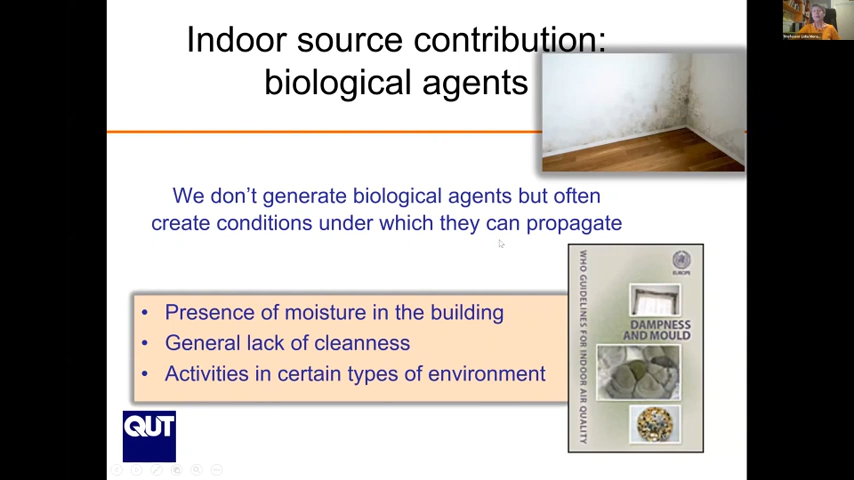 Indoor source contribution:
biological agents
We don't generate biological agents but often
create conditions under which they can propagate
• Presence of moisture in the building
• General lack of cleanness
• Activities in certain types of environment
WHO GUIDELINES FOR INDOOR AIR QUALITY
EUROPE
DAMPNESS
AND MOULD
QUT